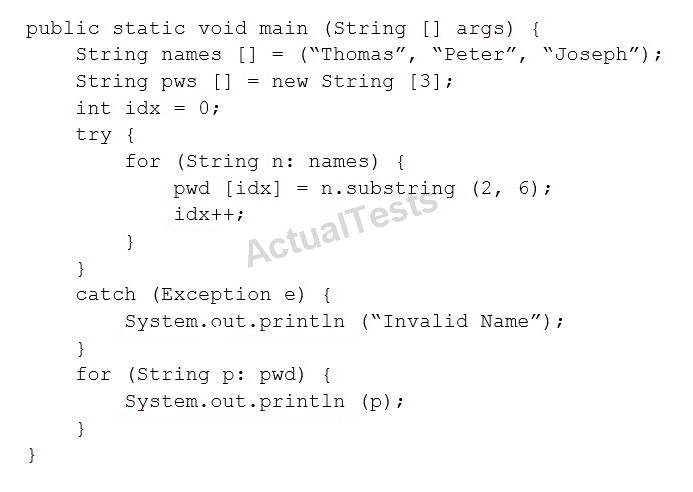 public static void main (String [] args) {
    String names [] = (“Thomas”, “Peter”, “Joseph”);
    String pws [] = new String [3];
    int idx = 0;
    try {
        for (String n: names) {
            pwd [idx] = n.substring (2, 6);
            idx++;
        }
    }
    catch (Exception e) {
        System.out.println (“Invalid Name”);
    }
    for (String p: pwd) {
        System.out.println (p);
    }
}
ActualTests